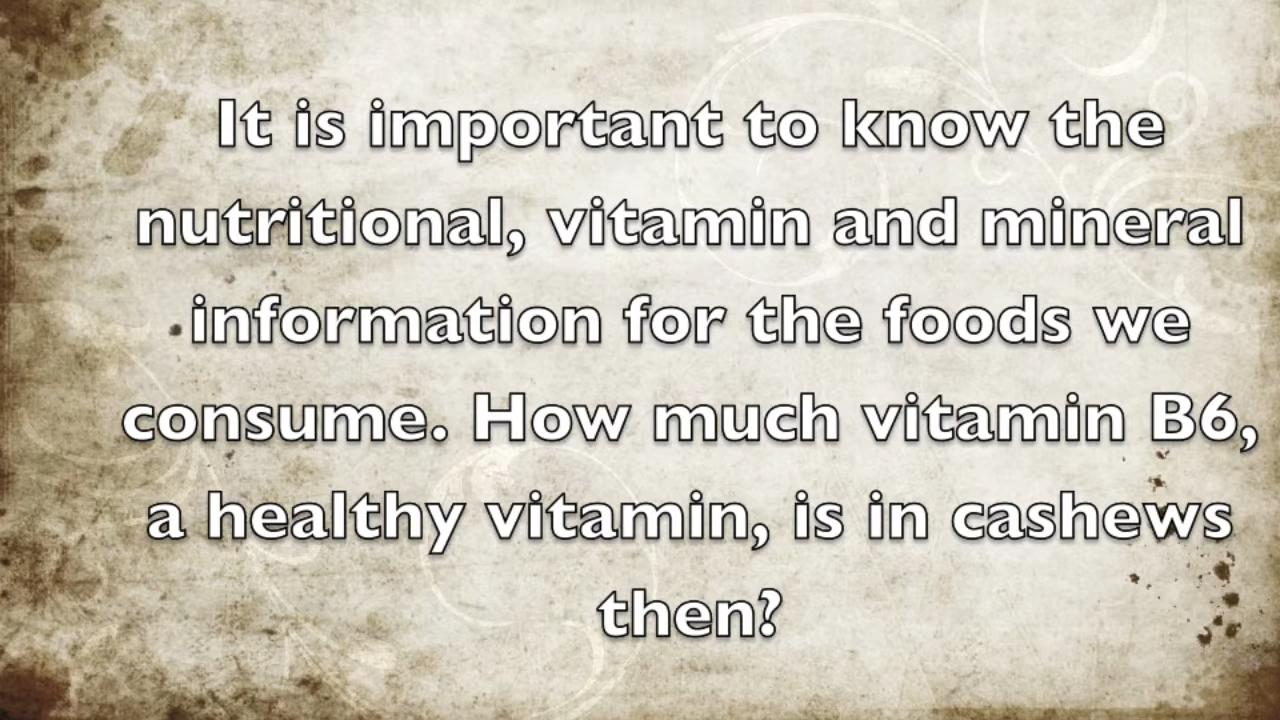 It is important to know the
nutritional, vitamin and mineral
information for the foods we
consume. How much vitamin B6,
a healthy vitamin, is in cashews
then?